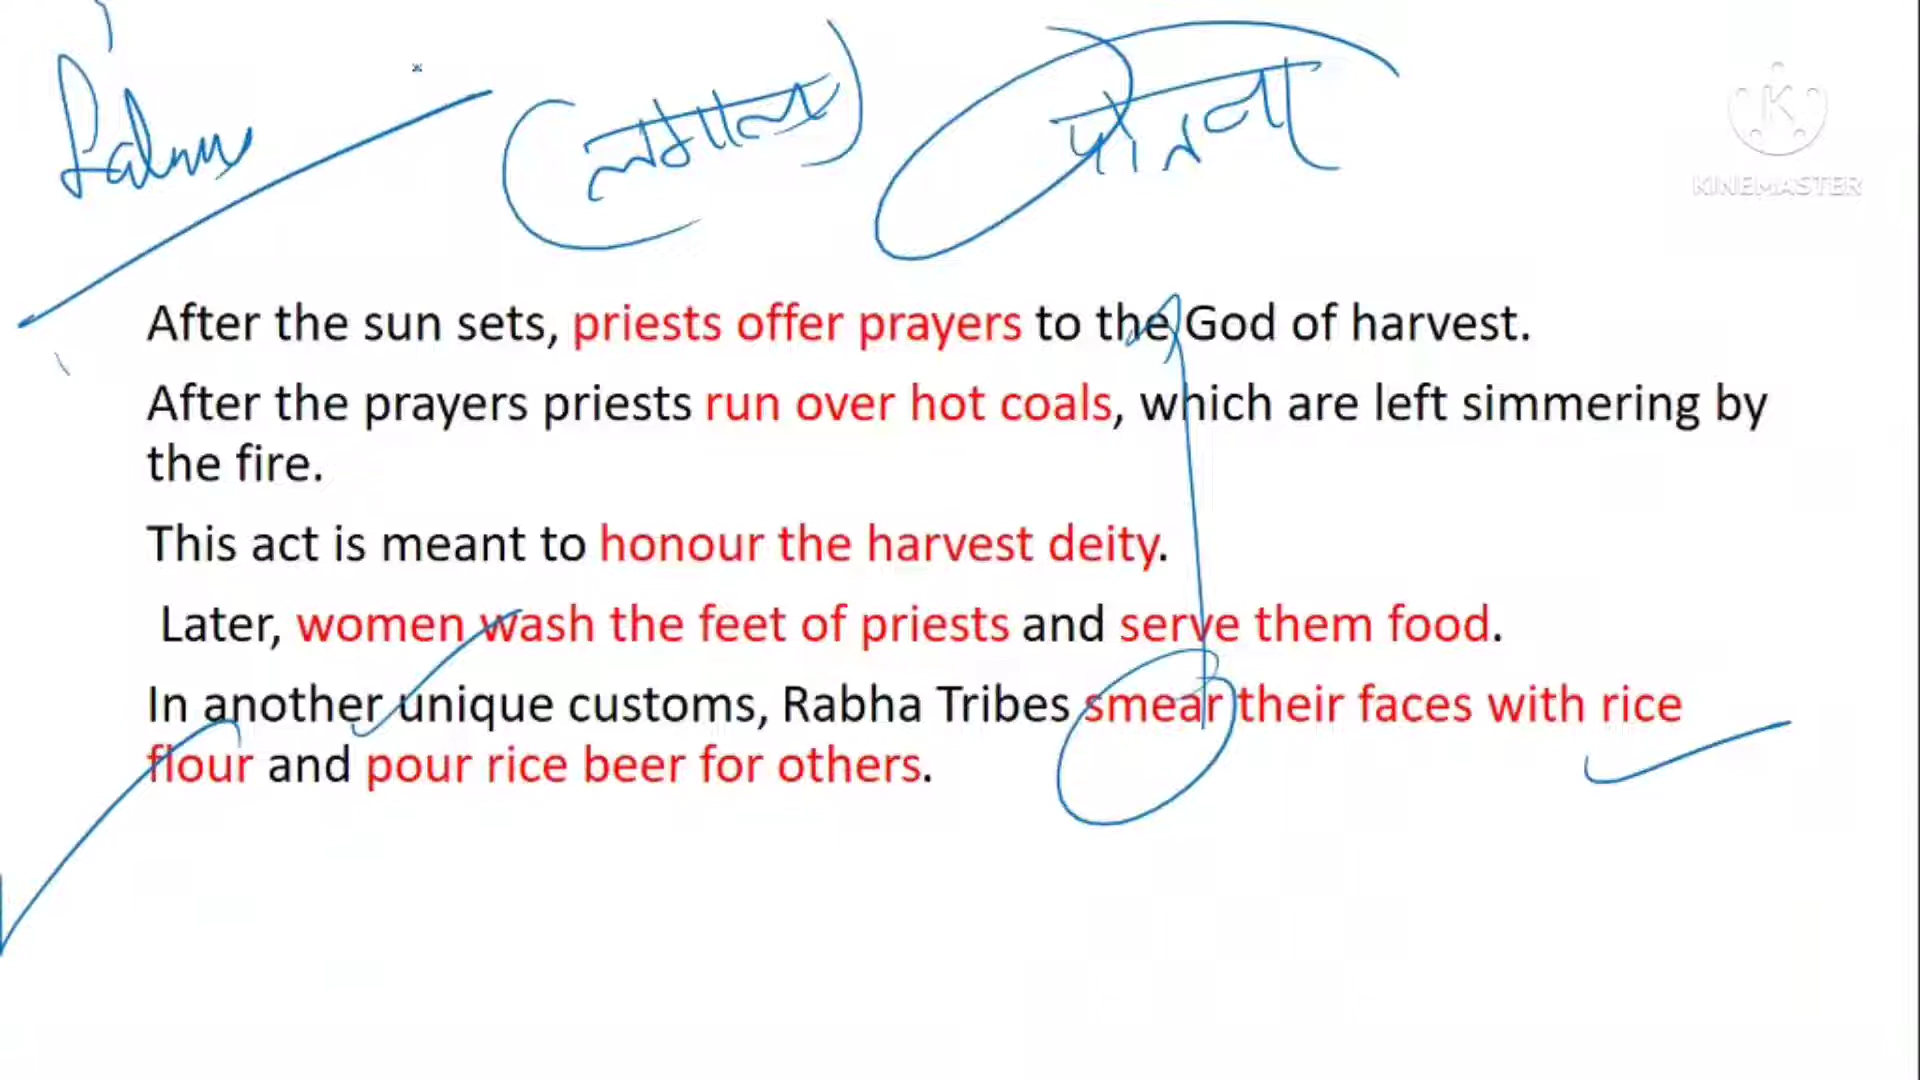 KINEMASTER
After the sun sets, priests offer prayers to the God of harvest.
After the prayers priests run over hot coals, which are left simmering by
the fire.
This act is meant to honour the harvest deity.
Later, women wash the feet of priests and serve them food.
In another unique customs, Rabha Tribes smear their faces with rice
flour and pour rice beer for others.